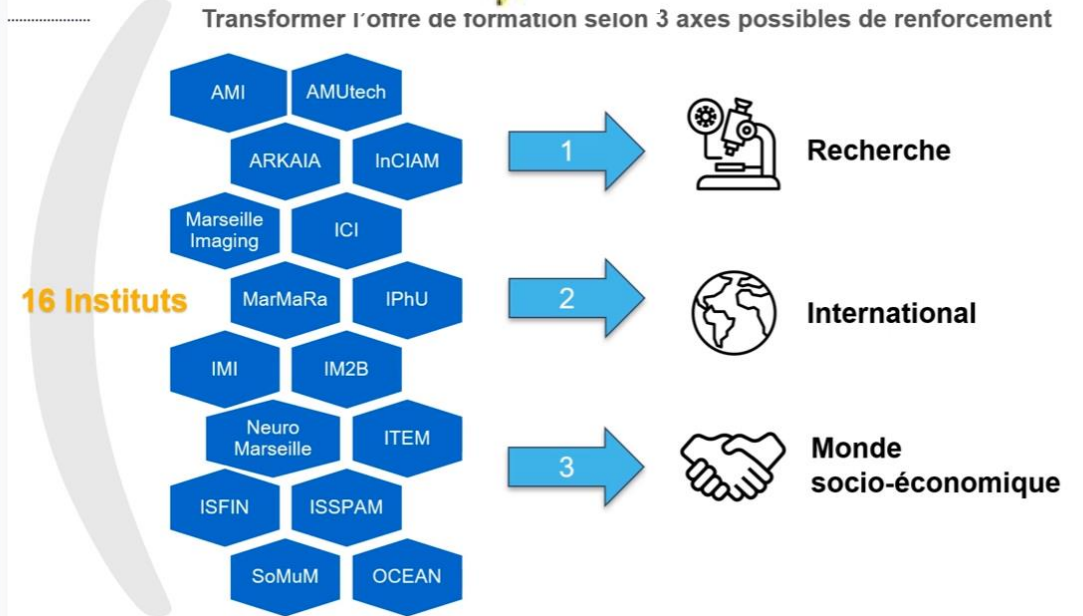 Transformer l'offre de formation selon 3 axes possibles de renforcement
AMI
AMUtech
ARKAIA
InCIAM
Marseille
Imaging
ICI
16 Instituts
MarMaRa
IPhU
IMI
IM2B
Neuro
Marseille
ITEM
ISFIN
ISSPAM
SoMuM
OCEAN
1
Recherche
2
International
3
Monde
socio-économique